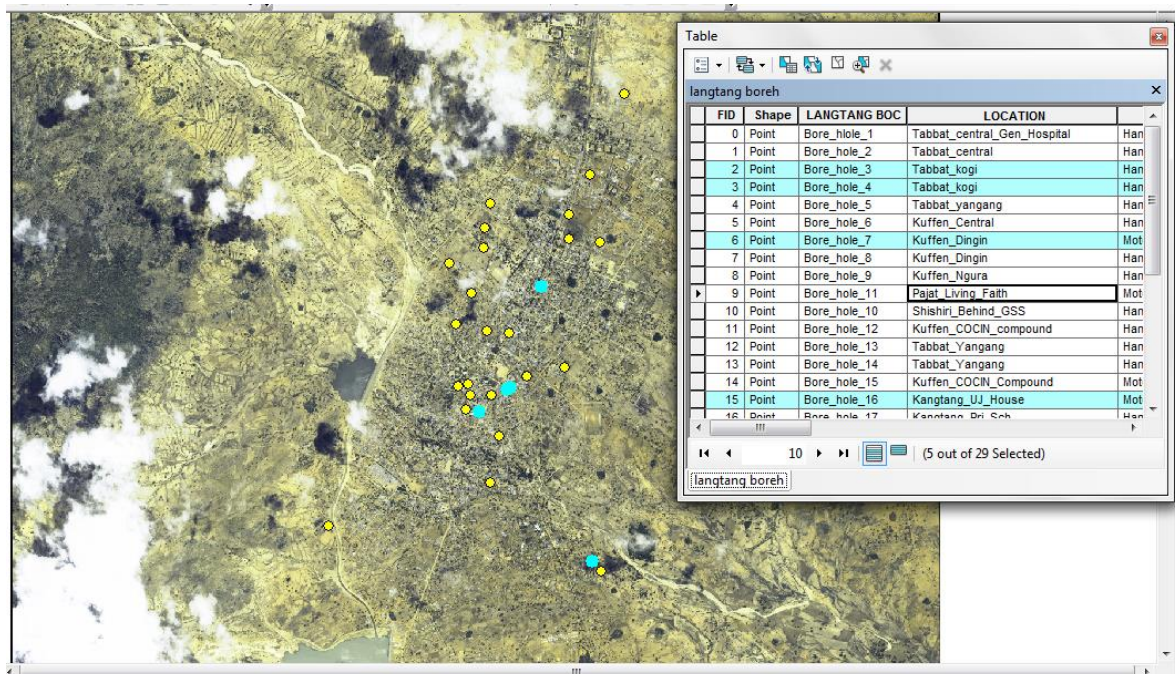 Table
langtang boreh
FID Shape LANGTANG BOC LOCATION
0 Point Bore_hlole_1 Tabbat_central_Gen_Hospital Han
1 Point Bore_hole_2 Tabbat_central Han
2 Point Bore_hole_3 Tabbat_kogi Han
3 Point Bore_hole_4 Tabbat_kogi Han
4 Point Bore_hole_5 Tabbat_yangang Han
5 Point Bore_hole_6 Kuffen_Central Han
6 Point Bore_hole_7 Kuffen_Dingin Mot
7 Point Bore_hole_8 Kuffen_Dingin Han
8 Point Bore_hole_9 Kuffen_Ngura Han
9 Point Bore_hole_11 Pajat_Living_Faith Mot
10 Point Bore_hole_10 Shishiri_Behind_GSS Han
11 Point Bore_hole_12 Kuffen_COCIN_compound Han
12 Point Bore_hole_13 Tabbat_Yangang Han
13 Point Bore_hole_14 Tabbat_Yangang Han
14 Point Bore_hole_15 Kuffen_COCIN_Compound Mot
15 Point Bore_hole_16 Kangtang_UJ_House Mot
16 Point Bore_hole_17 Kangtang_Pri_Sch Han
10 (5 out of 29 Selected)
langtang boreh